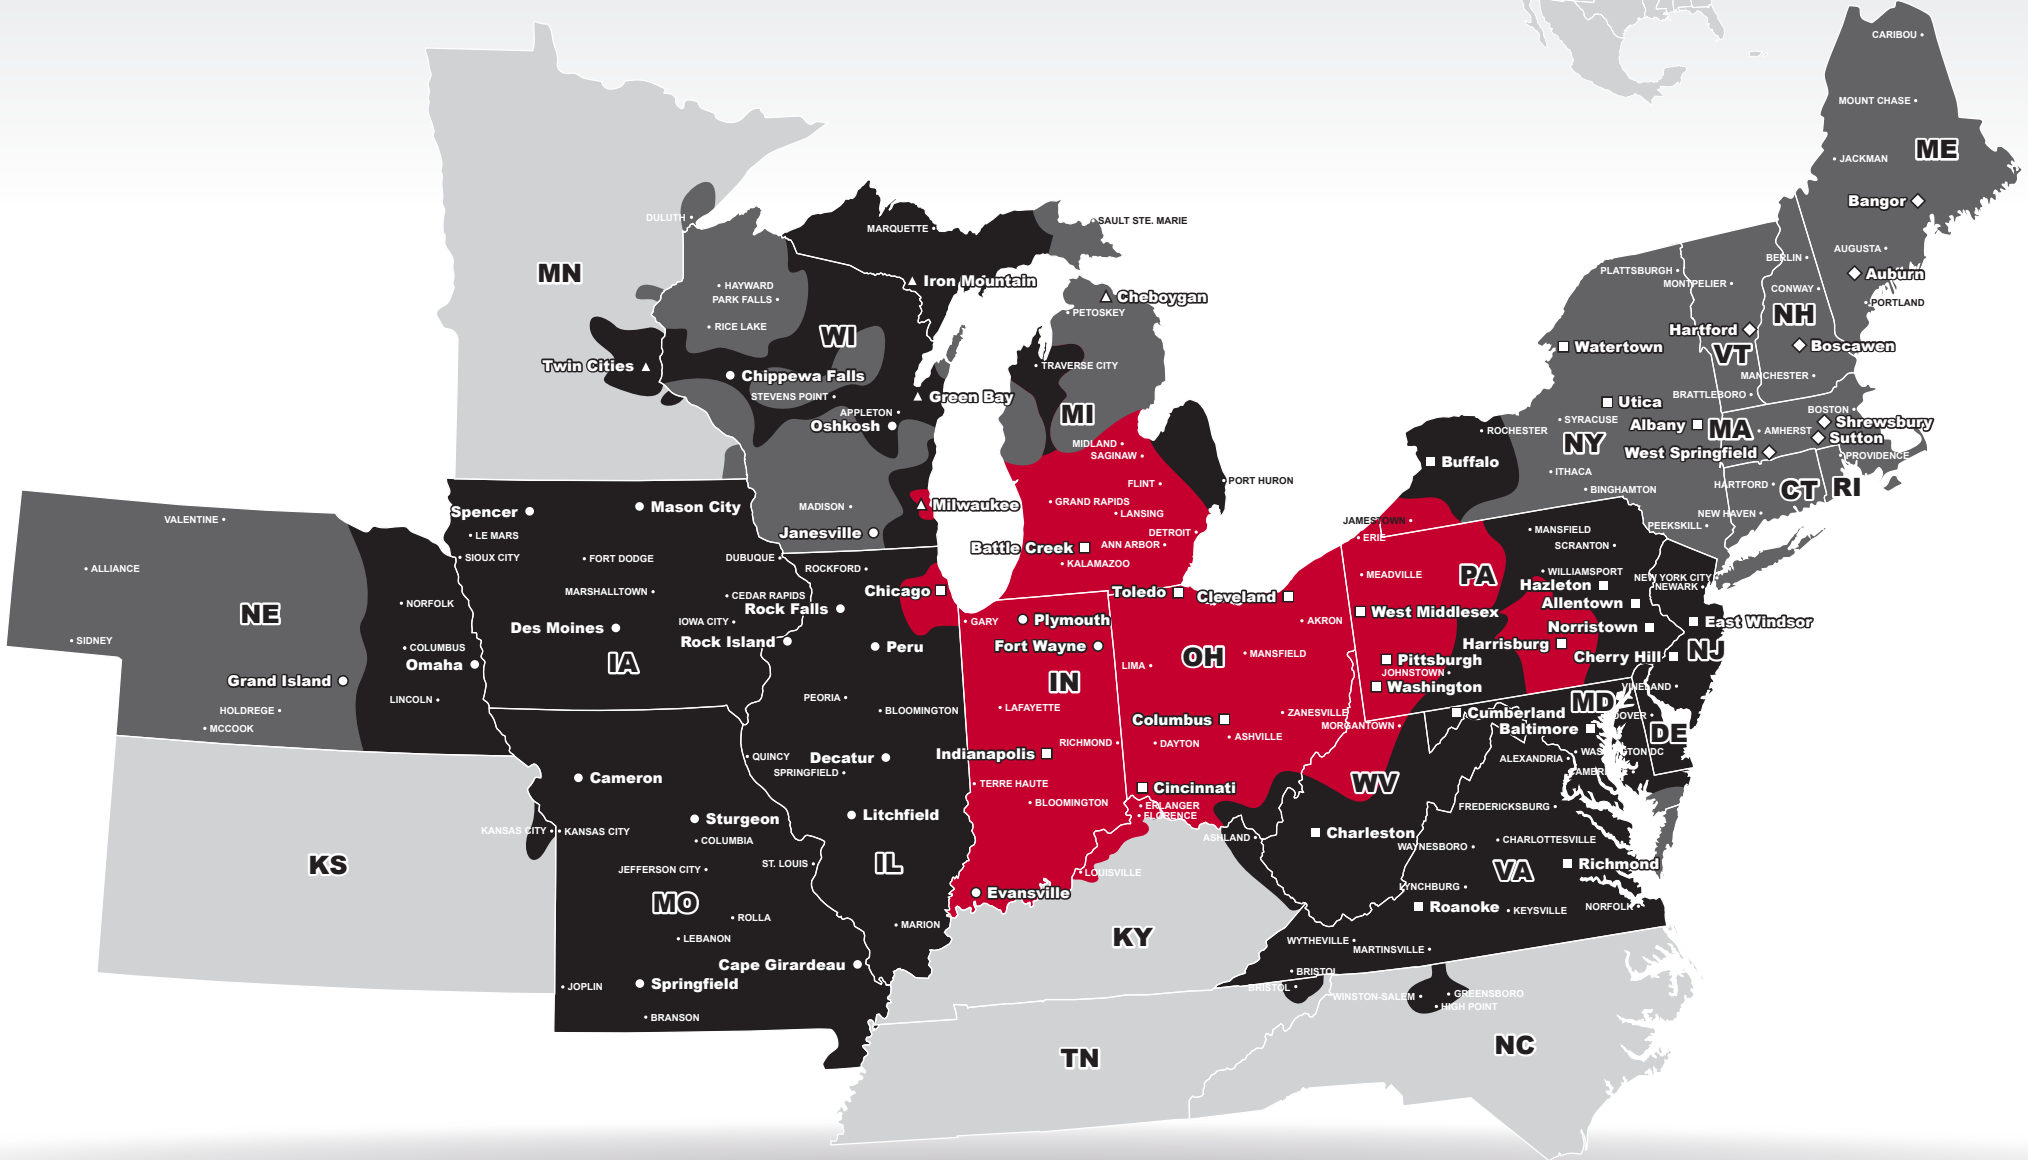 CARIBOU
MOUNT CHASE
ME
JACKMAN
Bangor
DULUTH
SAULT STE. MARIE
MARQUETTE
AUGUSTA
BERLIN
MN
PLATTSBURGH
MONTPELIER
Auburn
HAYWARD
Iron Mountain
CONWAY
PARK FALLS
Cheboygan
PORTLAND
PETOSKEY
NH
RICE LAKE
WI
Hartford
Watertown
VT
Boscawen
Twin Cities
TRAVERSE CITY
Chippewa Falls
MANCHESTER
STEVENS POINT
Green Bay
BRATTLEBORO
APPLETON
MI
Utica
BOSTON
Oshkosh
SYRACUSE
Albany
MA
Shrewsbury
ROCHESTER
AMHERST
Sutton
MIDLAND
NY
SAGINAW
West Springfield
PROVIDENCE
Buffalo
ITHACA
FLINT
PORT HURON
HARTFORD
CT
RI
BINGHAMTON
GRAND RAPIDS
VALENTINE
Spencer
Mason City
MADISON
Milwaukee
LANSING
NEW HAVEN
JAMESTOWN
PEEKSKILL
LE MARS
Janesville
DETROIT
ERIE
MANSFIELD
Battle Creek
ANN ARBOR
SCRANTON
SIOUX CITY
FORT DODGE
DUBUQUE
ALLIANCE
ROCKFORD
KALAMAZOO
MEADVILLE
PA
WILLIAMSPORT
NEW YORK CITY
MARSHALLTOWN
CEDAR RAPIDS
Chicago
Toledo
Cleveland
Hazleton
NEWARK
NORFOLK
Rock Falls
Allentown
NE
IOWA CITY
GARY
Plymouth
AKRON
West Middlesex
East Windsor
Des Moines
Norristown
SIDNEY
Rock Island
COLUMBUS
Peru
Fort Wayne
Harrisburg
NJ
Omaha
IA
LIMA
OH
MANSFIELD
Pittsburgh
Cherry Hill
Grand Island
IN
JOHNSTOWN
Washington
VINELAND
LINCOLN
PEORIA
HOLDREGE
BLOOMINGTON
LAFAYETTE
Columbus
ZANESVILLE
Cumberland
MD
DOVER
MCCOOK
MORGANTOWN
Baltimore
DE
RICHMOND
DAYTON
ASHVILLE
QUINCY
Decatur
Indianapolis
ALEXANDRIA
WASHINGTON DC
SPRINGFIELD
CAMBRIDGE
Cameron
TERRE HAUTE
Cincinnati
WV
BLOOMINGTON
ERLANGER
FREDERICKSBURG
FLORENCE
Sturgeon
Litchfield
KANSAS CITY
KANSAS CITY
ASHLAND
Charleston
COLUMBIA
CHARLOTTESVILLE
WAYNESBORO
KS
JEFFERSON CITY
ST. LOUIS
IL
LOUISVILLE
VA
Richmond
Evansville
LYNCHBURG
MO
Roanoke
KEYSVILLE
NORFOLK
ROLLA
MARION
LEBANON
KY
WYTHEVILLE
MARTINSVILLE
Cape Girardeau
BRISTOL
Springfield
JOPLIN
BRISTOL
WINSTON-SALEM
GREENSBORO
HIGH POINT
BRANSON
TN
NC